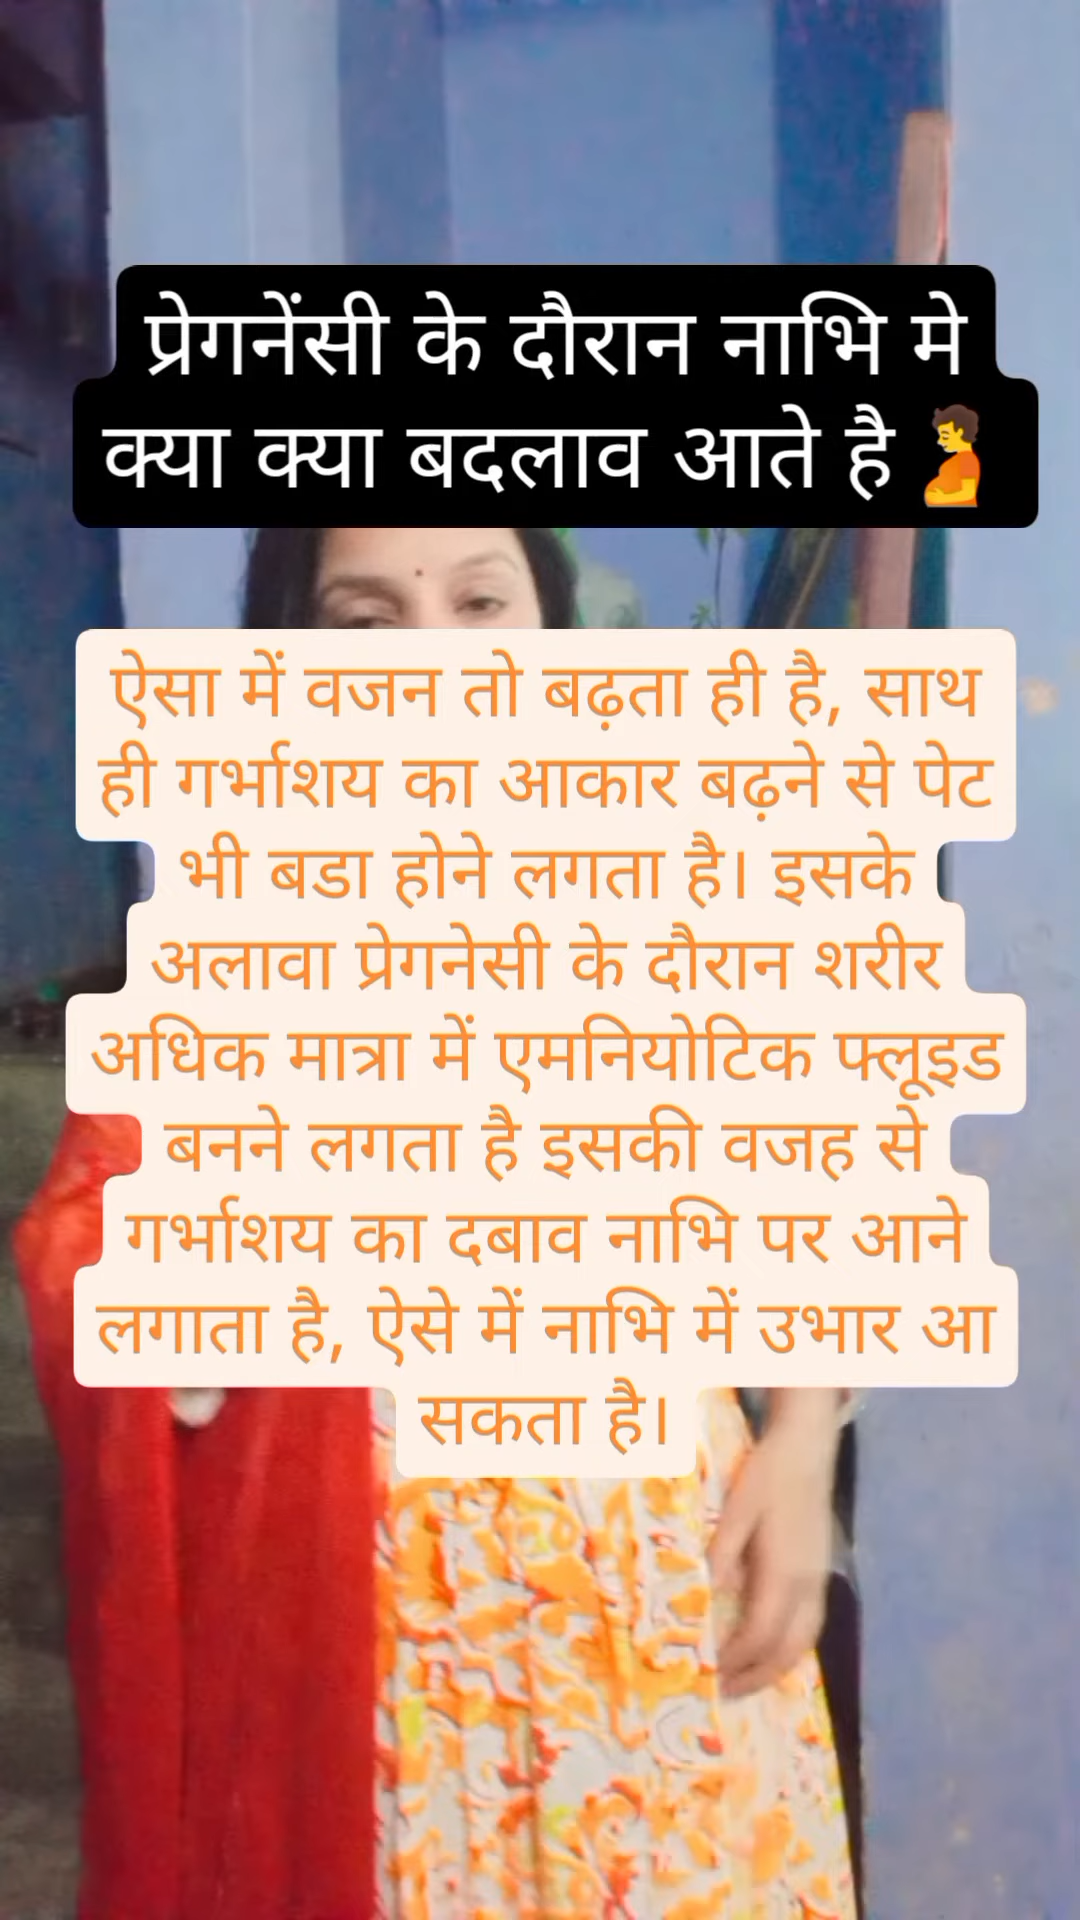 प्रेगनेंसी के दौरान नाभि मे
क्या क्या बदलाव आते है
ऐसा में वजन तो बढ़ता ही है, साथ
ही गर्भाशय का आकार बढ़ने से पेट
भी बडा होने लगता है। इसके
अलावा प्रेगनेसी के दौरान शरीर
अधिक मात्रा में एमनियोटिक फ्लूइड
बनने लगता है इसकी वजह से
गर्भाशय का दबाव नाभि पर आने
लगाता है, ऐसे में नाभि में उभार आ
सकता है।